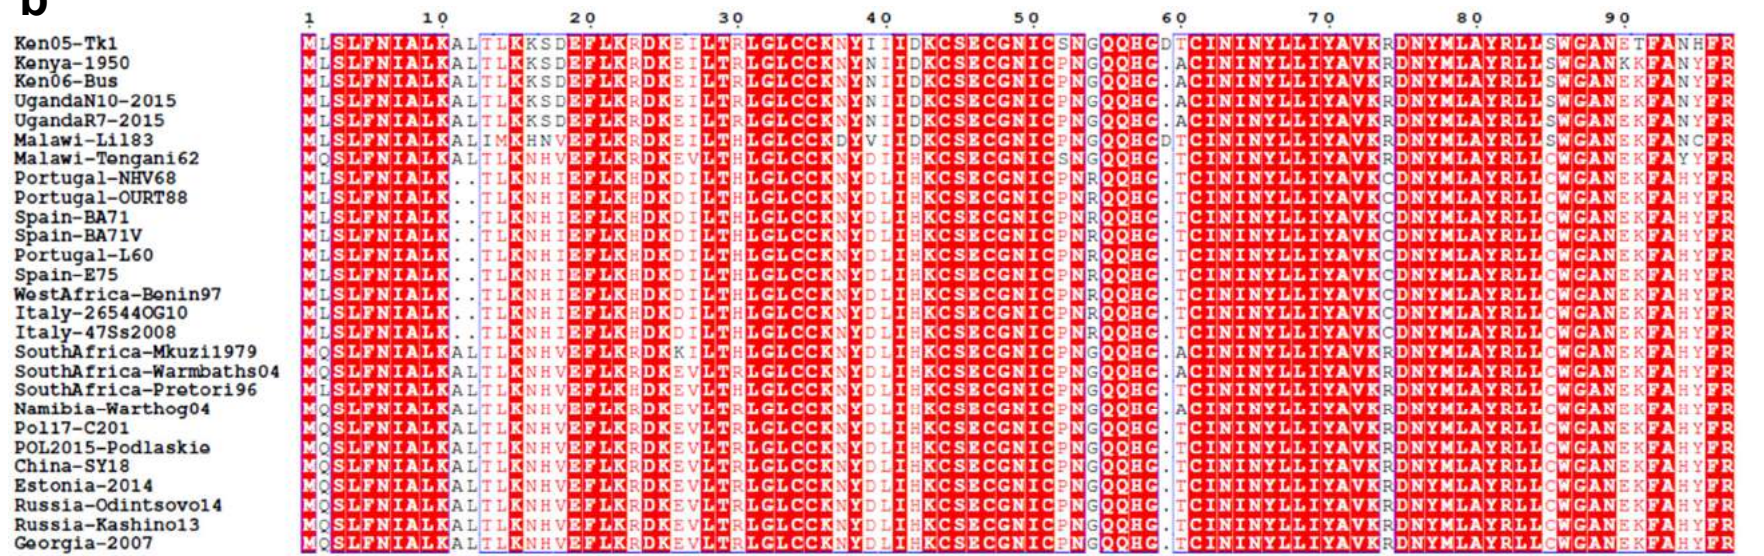 b
1 10 20 30 40 50 60 70 80 90
Ken05-Tk1 MLSLFNIALKALTLKKSDEFLKRDKEILTRLGLCCKNYIIIDKCSECGNICSNGQQHGDTCININYLLIYAVKRDNYMLAYRLLSWGANETFANHFR
Kenya-1950 MLSLFNIALKALTLKKSDEFLKRDKEILTRLGLCCKNYNIIDKCSECGNICPNGQQHG.ACININYLLIYAVKRDNYMLAYRLLSWGANKKFANYFR
Ken06-Bus MLSLFNIALKALTLKKSDEFLKRDKEILTRLGLCCKNYNIIDKCSECGNICPNGQQHG.ACININYLLIYAVKRDNYMLAYRLLSWGANEKFANYFR
UgandaN10-2015 MLSLFNIALKALTLKKSDEFLKRDKEILTRLGLCCKNYNIIDKCSECGNICPNGQQHG.ACININYLLIYAVKRDNYMLAYRLLSWGANEKFANYFR
UgandaR7-2015 MLSLFNIALKALTLKKSDEFLKRDKEILTRLGLCCKNYNIIDKCSECGNICPNGQQHG.ACININYLLIYAVKRDNYMLAYRLLSWGANEKFANYFR
Malawi-Lil83 MLSLFNIALKALIMKHNVEFLKRDKEILTRLGLCCKDYVIIDKCSECGNICPNGQQHGDTCININYLLIYAVKRDNYMLAYRLLSWGANEKFANCFR
Malawi-Tengani62 MQSLFNIALKALTLKNHVEFLKRDKEVLTRLGLCCKNYDIIHKCSECGNICSNGQQHG.TCININYLLIYAVKRDNYMLAYRLLCWGANEKFAYYFR
Portugal-NHV68 MLSLFNIALK..TLKNHIEFLKHDKDILTHLGLCCKNYDLIHKCSECGNICPNRQQHG.TCININYLLIYAVKCDNYMLAYRLLCWGANEKFAHYFR
Portugal-OURT88 MLSLFNIALK..TLKNHIEFLKHDKDILTHLGLCCKNYDLIHKCSECGNICPNRQQHG.TCININYLLIYAVKCDNYMLAYRLLCWGANEKFAHYFR
Spain-BA71 MLSLFNIALK..TLKNHIEFLKHDKDILTHLGLCCKNYDLIHKCSECGNICPNRQQHG.TCININYLLIYAVKCDNYMLAYRLLCWGANEKFAHYFR
Spain-BA71V MLSLFNIALK..TLKNHIEFLKHDKDILTHLGLCCKNYDLIHKCSECGNICPNRQQHG.TCININYLLIYAVKCDNYMLAYRLLCWGANEKFAHYFR
Portugal-L60 MLSLFNIALK..TLKNHIEFLKHDKDILTHLGLCCKNYDLIHKCSECGNICPNRQQHG.TCININYLLIYAVKCDNYMLAYRLLCWGANEKFAHYFR
Spain-E75 MLSLFNIALK..TLKNHIEFLKHDKDILTHLGLCCKNYDLIHKCSECGNICPNRQQHG.TCININYLLIYAVKCDNYMLAYRLLCWGANEKFAHYFR
WestAfrica-Benin97 MLSLFNIALK..TLKNHIEFLKHDKDILTHLGLCCKNYDLIHKCSECGNICPNRQQHG.TCININYLLIYAVKCDNYMLAYRLLCWGANEKFAHYFR
Italy-26544OG10 MLSLFNIALK..TLKNHIEFLKHDKDILTHLGLCCKNYDLIHKCSECGNICPNRQQHG.TCININYLLIYAVKCDNYMLAYRLLCWGANEKFAHYFR
Italy-47Ss2008 MLSLFNIALK..TLKNHIEFLKHDKDILTHLGLCCKNYDLIHKCSECGNICPNRQQHG.TCININYLLIYAVKCDNYMLAYRLLCWGANEKFAHYFR
SouthAfrica-Mkuzi1979 MQSLFNIALKALTLKNHVEFLKRDKKILTHLGLCCKNYDLIHKCSECGNICPNGQQHG.ACININYLLIYAVKRDNYMLAYRLLCWGANEKFAHYFR
SouthAfrica-Warmbaths04 MQSLFNIALKALTLKNHVEFLKRDKEVLTHLGLCCKNYDLIHKCSECGNICPNGQQHG.ACININYLLIYAVKRDNYMLAYRLLCWGANEKFAHYFR
SouthAfrica-Pretori96 MLSLFNIALKALTLKNHVEFLKRDKEVLTHLGLCCKNYDLIHKCSECGNICPNGQQHG.TCININYLLIYAVKRDNYMLAYRLLCWGANEKFAHYFR
Namibia-Warthog04 MQSLFNIALKALTLKNHVEFLKRDKEVLTRLGLCCKNYDLIHKCSECGNICPNGQQHG.ACININYLLIYAVKRDNYMLAYRLLCWGANEKFAHYFR
Pol17-C201 MQSLFNIALKALTLKNHVEFLKRDKEVLTRLGLCCKNYDLIHKCSECGNICPNGQQHG.TCININYLLIYAVKRDNYMLAYRLLCWGANEKFAHYFR
POL2015-Podlaskie MQSLFNIALKALTLKNHVEFLKRDKEVLTRLGLCCKNYDLIHKCSECGNICPNGQQHG.TCININYLLIYAVKRDNYMLAYRLLCWGANEKFAHYFR
China-SY18 MQSLFNIALKALTLKNHVEFLKRDKEVLTRLGLCCKNYDLIHKCSECGNICPNGQQHG.TCININYLLIYAVKRDNYMLAYRLLCWGANEKFAHYFR
Estonia-2014 MQSLFNIALKALTLKNHVEFLKRDKEVLTRLGLCCKNYDLIHKCSECGNICPNGQQHG.TCININYLLIYAVKRDNYMLAYRLLCWGANEKFAHYFR
Russia-Odintsovo14 MQSLFNIALKALTLKNHVEFLKRDKEVLTRLGLCCKNYDLIHKCSECGNICPNGQQHG.TCININYLLIYAVKRDNYMLAYRLLCWGANEKFAHYFR
Russia-Kashino13 MQSLFNIALKALTLKNHVEFLKRDKEVLTRLGLCCKNYDLIHKCSECGNICPNGQQHG.TCININYLLIYAVKRDNYMLAYRLLCWGANEKFAHYFR
Georgia-2007 MQSLFNIALKALTLKNHVEFLKRDKEVLTRLGLCCKNYDLIHKCSECGNICPNGQQHG.TCININYLLIYAVKRDNYMLAYRLLCWGANEKFAHYFR